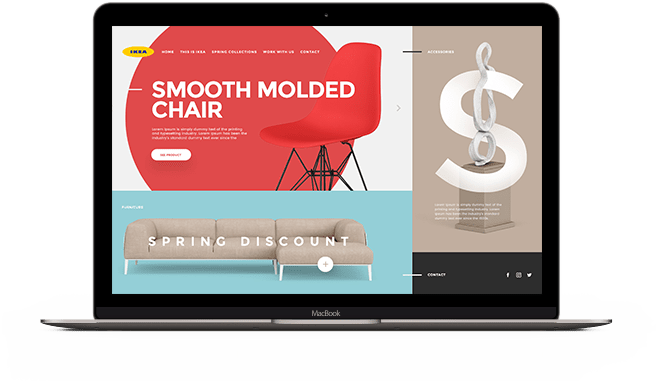 IKEA
HOME THIS IS IKEA SPRING COLLECTIONS WORK WITH US CONTACT
ACCESSORIES
SMOOTH MOLDED
CHAIR
Lorem Ipsum is simply dummy text of the printing
and typesetting industry. Lorem Ipsum has been the
industry's standard dummy text ever since the
SEE PRODUCT
S
FURNITURE
SPRING DISCOUNT
+
Lorem Ipsum is simply dummy text of the
printing and typesetting industry. Lorem
Ipsum has been the industry's standard
dummy text ever since the 1500s.
CONTACT
MacBook